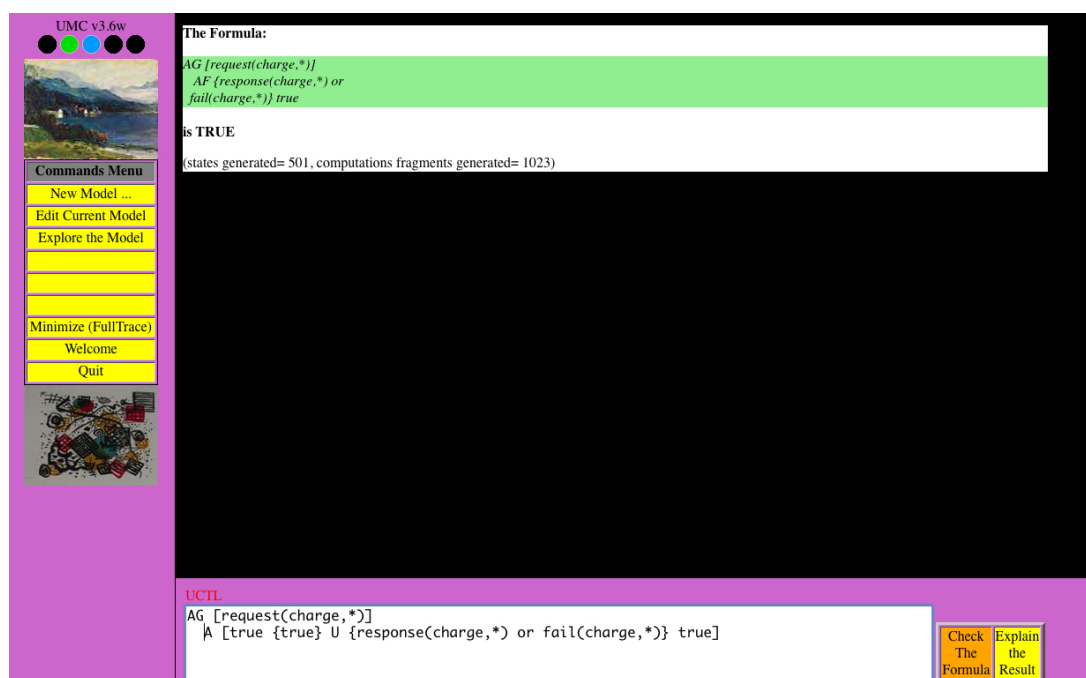 UMC v3.6w
Commands Menu
New Model ...
Edit Current Model
Explore the Model
Minimize (FullTrace)
Welcome
Quit
The Formula:
AG [request(charge,*)]
AF {response(charge,*) or
fail(charge,*)} true
is TRUE
(states generated= 501, computations fragments generated= 1023)
UCTL
AG [request(charge,*)]
A [true {true} U {response(charge,*) or fail(charge,*)} true]
Check
The
Formula
Explain
the
Result